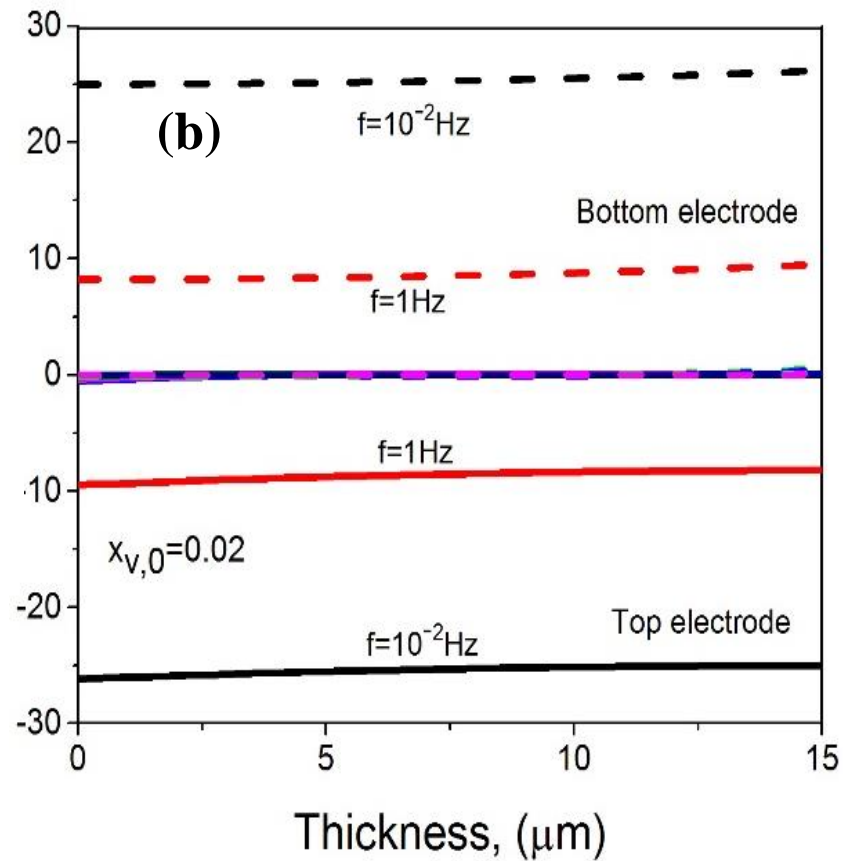 30
(b)
f=10⁻²Hz
20
Bottom electrode
10
f=1Hz
0
f=1Hz
-10
xᵥ,₀=0.02
-20
Top electrode
f=10⁻²Hz
-30
0 5 10 15
Thickness, (μm)